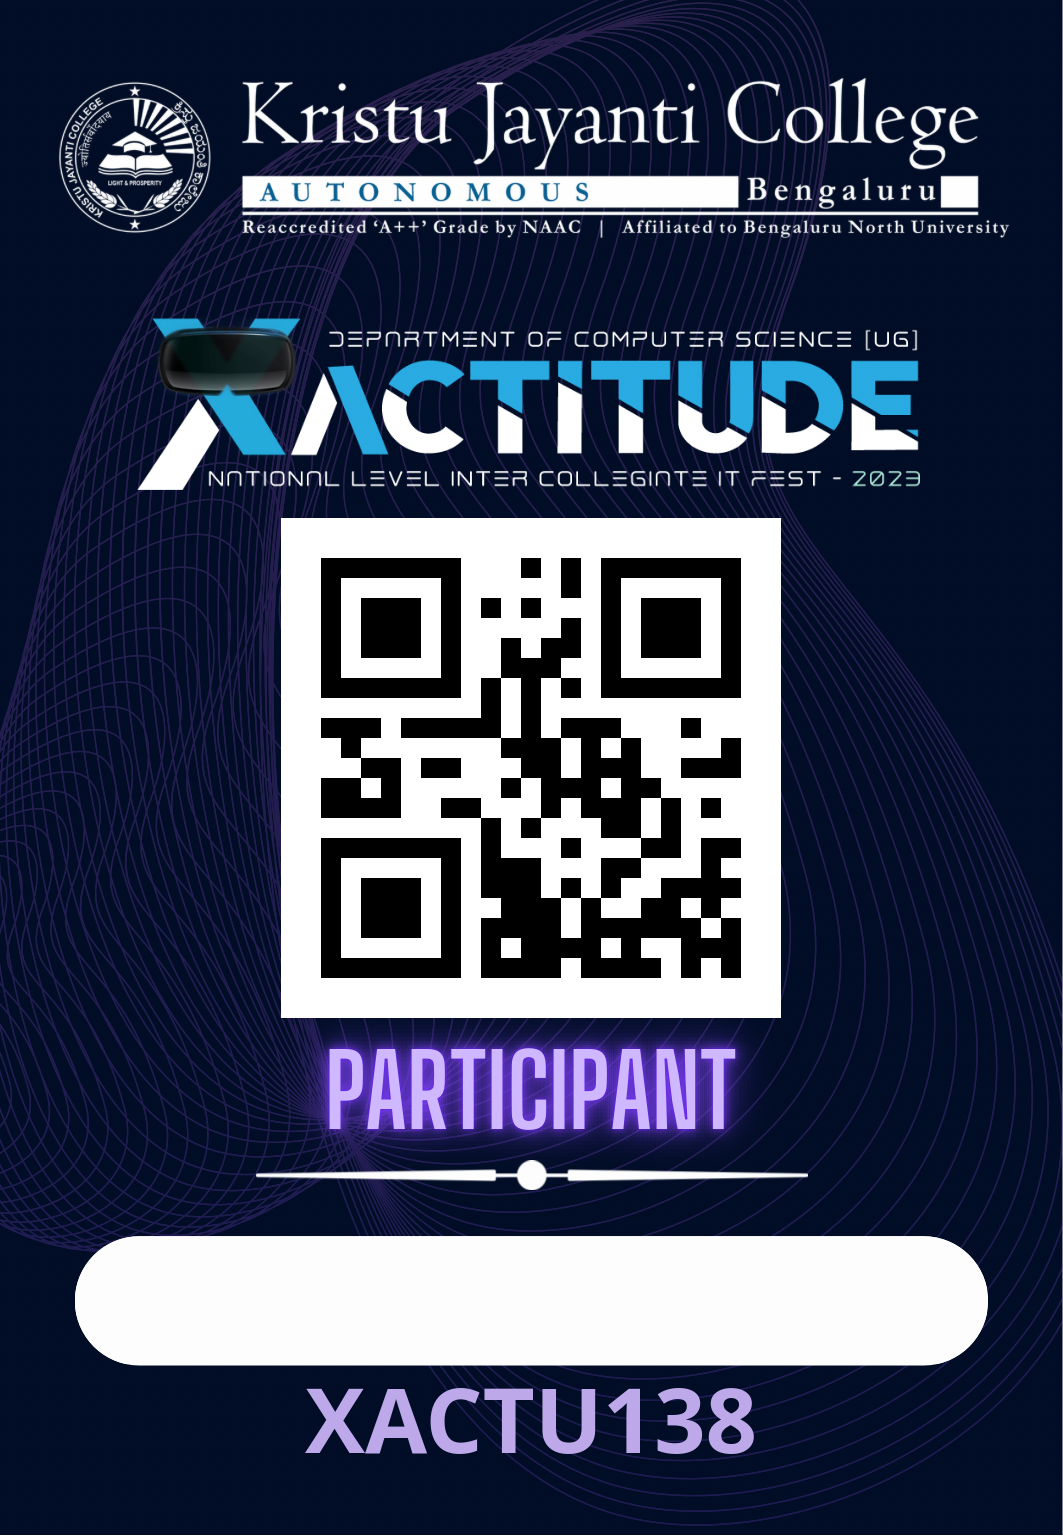 Kristu Jayanti College
AUTONOMOUS Bengaluru
Reaccredited ‘A++’ Grade by NAAC | Affiliated to Bengaluru North University
KRISTU JAYANTI COLLEGE
LIGHT & PROSPERITY
DEPARTMENT OF COMPUTER SCIENCE [UG]
XACTITUDE
NATIONAL LEVEL INTER COLLEGIATE IT FEST - 2023
PARTICIPANT
XACTU138